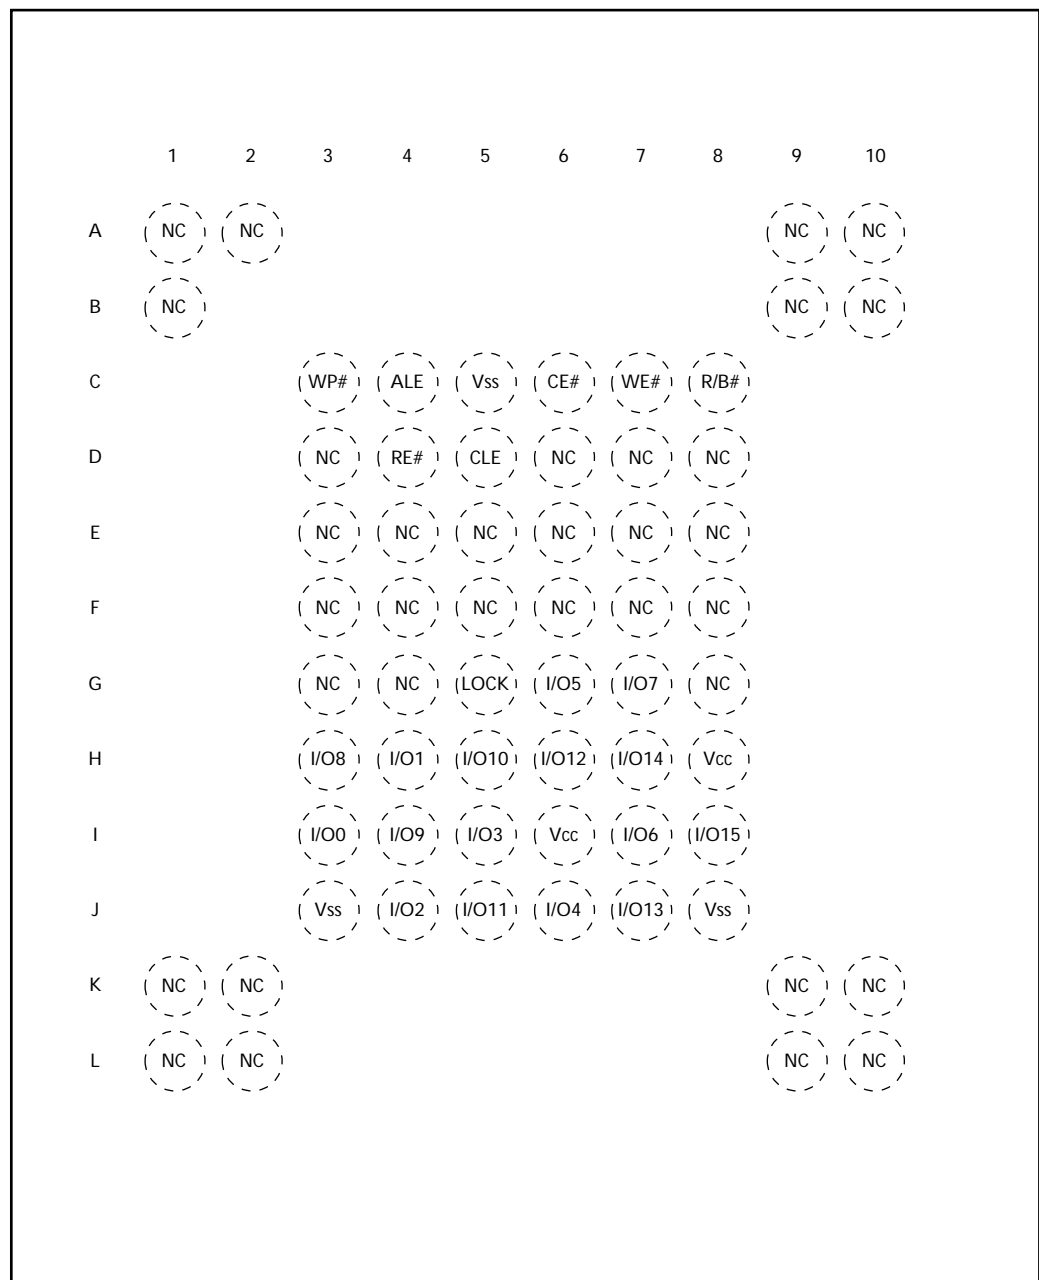 1 2 3 4 5 6 7 8 9 10
A NC NC NC NC
B NC NC NC
C WP# ALE Vss CE# WE# R/B#
D NC RE# CLE NC NC NC
E NC NC NC NC NC NC
F NC NC NC NC NC NC
G NC NC LOCK I/O5 I/O7 NC
H I/O8 I/O1 I/O10 I/O12 I/O14 Vcc
I I/O0 I/O9 I/O3 Vcc I/O6 I/O15
J Vss I/O2 I/O11 I/O4 I/O13 Vss
K NC NC NC NC
L NC NC NC NC